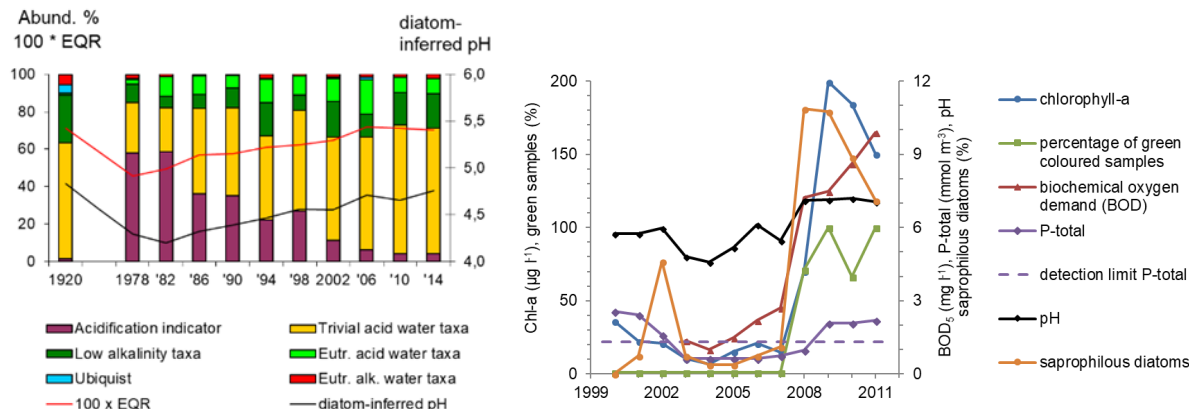 Abund. %
100 * EQR
diatom-
inferred pH
100
80
60
40
20
0
6,0
5,5
5,0
4,5
4,0
1920 1978 '82 '86 '90 '94 '98 2002 '06 '10 '14
Acidification indicator
Trivial acid water taxa
Low alkalinity taxa
Eutr. acid water taxa
Ubiquist
Eutr. alk. water taxa
100 x EQR
diatom-inferred pH
Chl-a (µg l-1), green samples (%)
200
150
100
50
0
12
9
6
3
0
1999 2002 2005 2008 2011
BOD5 (mg l-1), P-total (mmol m-3), pH
saprophilous diatoms (%)
chlorophyll-a
percentage of green
coloured samples
biochemical oxygen
demand (BOD)
P-total
detection limit P-total
pH
saprophilous diatoms